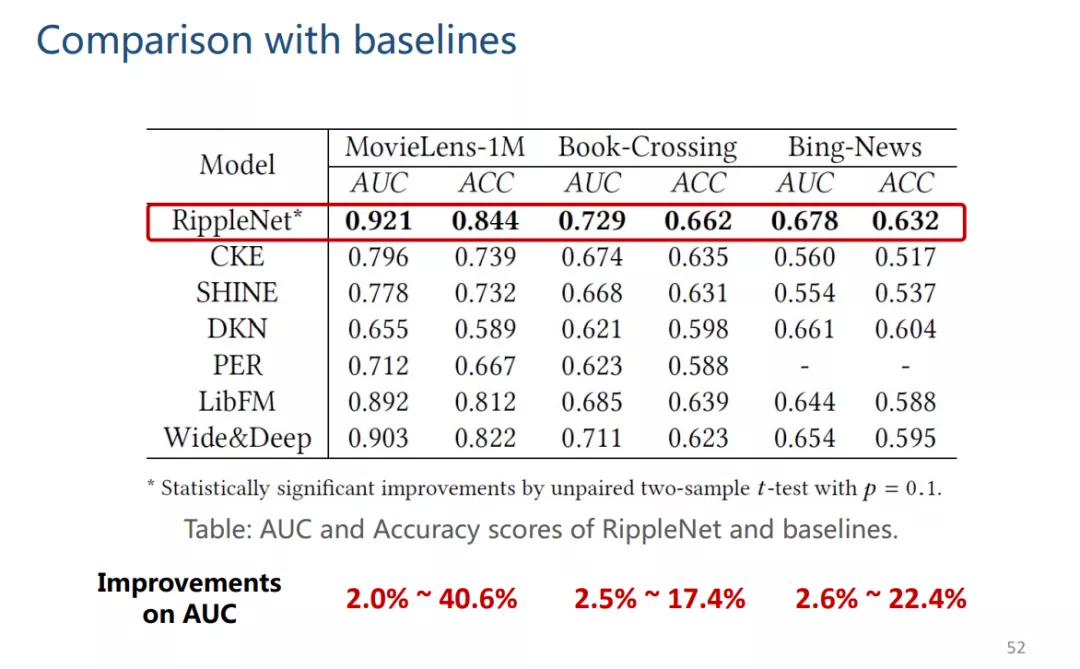 Comparison with baselines
Model MovieLens-1M Book-Crossing Bing-News
AUC ACC AUC ACC AUC ACC
RippleNet* 0.921 0.844 0.729 0.662 0.678 0.632
CKE 0.796 0.739 0.674 0.635 0.560 0.517
SHINE 0.778 0.732 0.668 0.631 0.554 0.537
DKN 0.655 0.589 0.621 0.598 0.661 0.604
PER 0.712 0.667 0.623 0.588 - -
LibFM 0.892 0.812 0.685 0.639 0.644 0.588
Wide&Deep 0.903 0.822 0.711 0.623 0.654 0.595
* Statistically significant improvements by unpaired two-sample t-test with p = 0.1.
Table: AUC and Accuracy scores of RippleNet and baselines.
Improvements
on AUC 2.0% ~ 40.6% 2.5% ~ 17.4% 2.6% ~ 22.4%
52